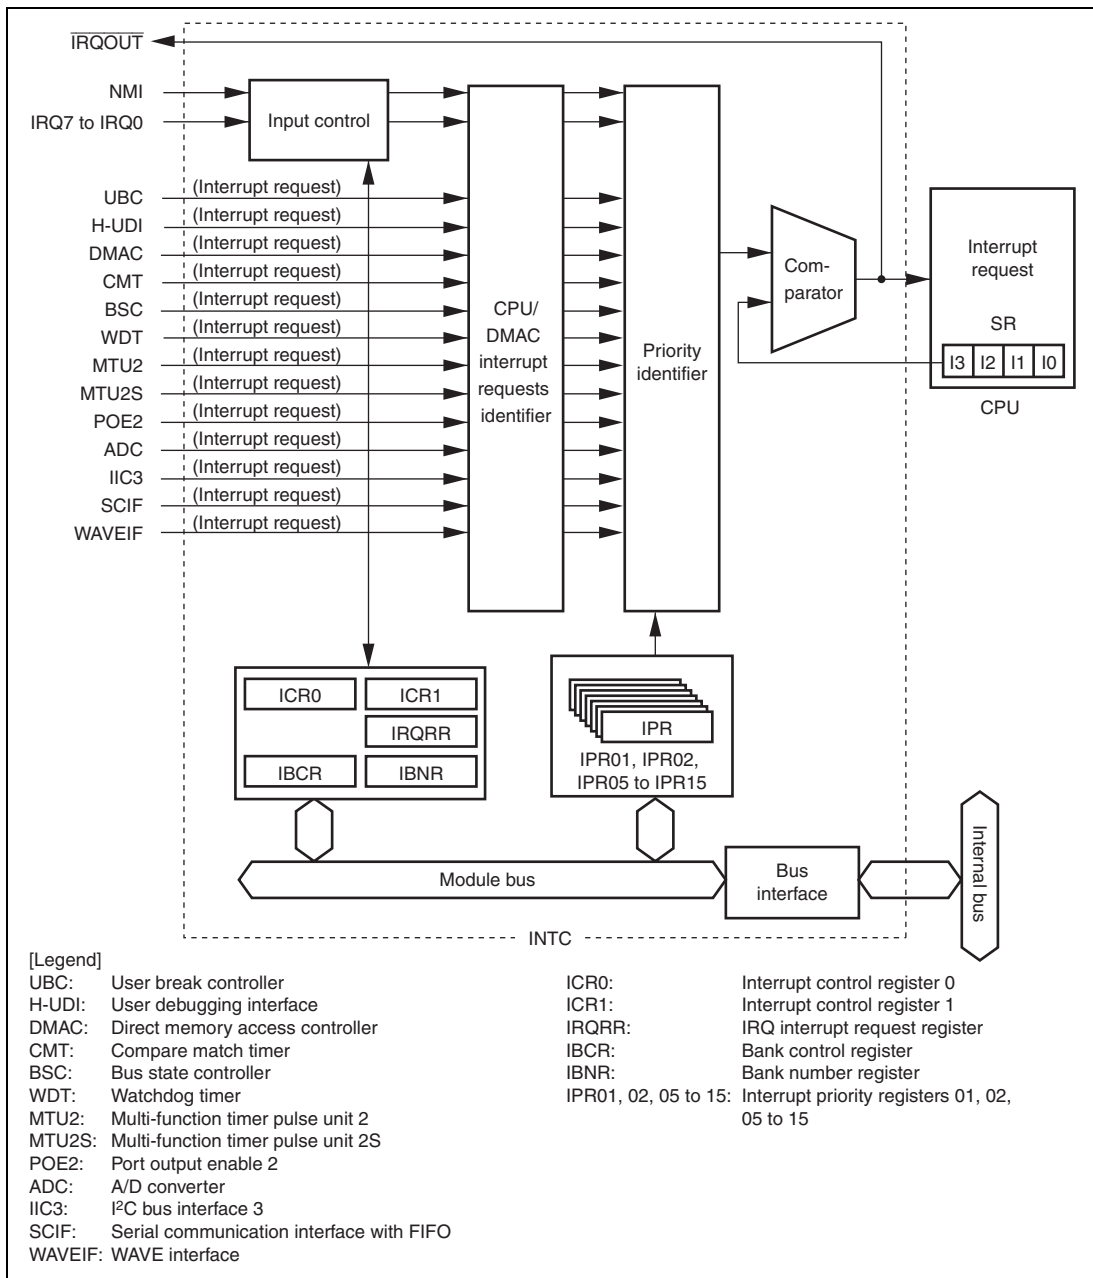 IRQOUT
NMI
IRQ7 to IRQ0
Input control
UBC
(Interrupt request)
H-UDI
(Interrupt request)
DMAC
(Interrupt request)
CMT
(Interrupt request)
BSC
(Interrupt request)
WDT
(Interrupt request)
MTU2
(Interrupt request)
MTU2S
(Interrupt request)
POE2
(Interrupt request)
ADC
(Interrupt request)
IIC3
(Interrupt request)
SCIF
(Interrupt request)
WAVEIF
(Interrupt request)
CPU/
DMAC
interrupt
requests
identifier
Priority
identifier
Com-
parator
Interrupt
request
SR
I3 I2 I1 I0
CPU
ICR0 ICR1
IRQRR
IBCR IBNR
IPR
IPR01, IPR02,
IPR05 to IPR15
Module bus
Bus
interface
Internal bus
INTC
[Legend]
UBC: User break controller
H-UDI: User debugging interface
DMAC: Direct memory access controller
CMT: Compare match timer
BSC: Bus state controller
WDT: Watchdog timer
MTU2: Multi-function timer pulse unit 2
MTU2S: Multi-function timer pulse unit 2S
POE2: Port output enable 2
ADC: A/D converter
IIC3: I²C bus interface 3
SCIF: Serial communication interface with FIFO
WAVEIF: WAVE interface
ICR0: Interrupt control register 0
ICR1: Interrupt control register 1
IRQRR: IRQ interrupt request register
IBCR: Bank control register
IBNR: Bank number register
IPR01, 02, 05 to 15: Interrupt priority registers 01, 02,
05 to 15